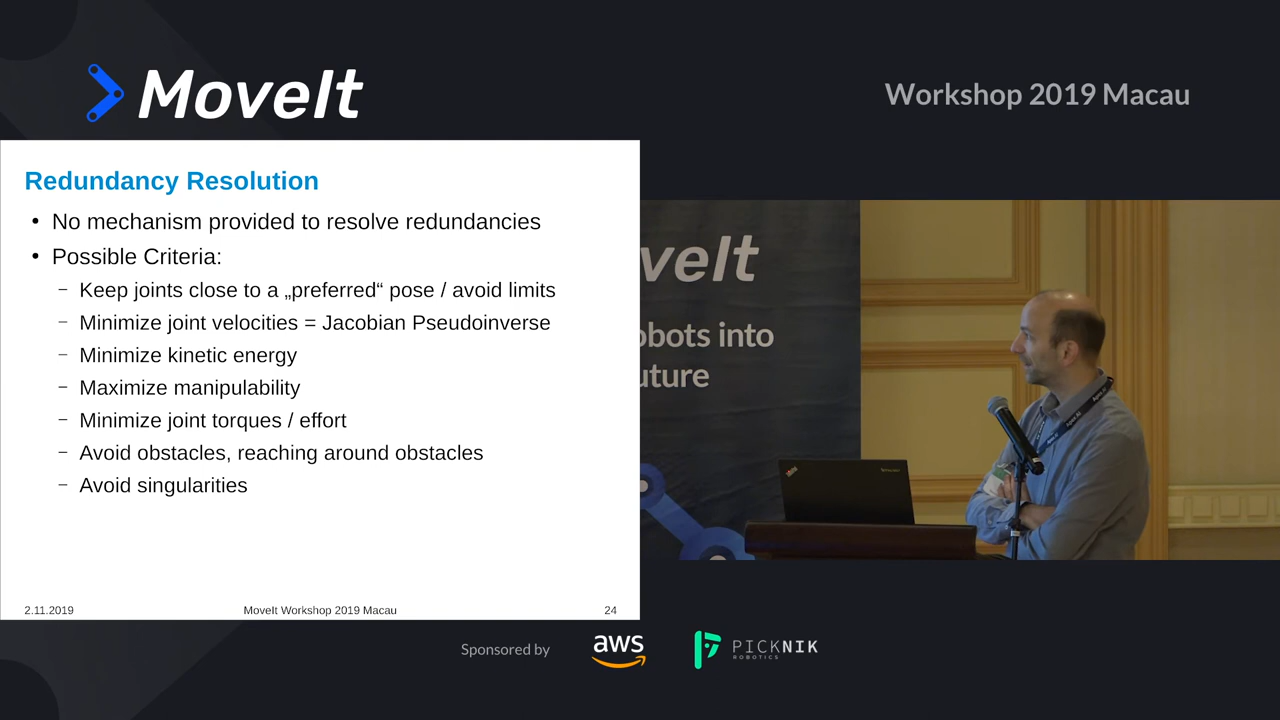 MoveIt
Workshop 2019 Macau
Redundancy Resolution
• No mechanism provided to resolve redundancies
• Possible Criteria:
– Keep joints close to a „preferred“ pose / avoid limits
– Minimize joint velocities = Jacobian Pseudoinverse
– Minimize kinetic energy
– Maximize manipulability
– Minimize joint torques / effort
– Avoid obstacles, reaching around obstacles
– Avoid singularities
2.11.2019
MoveIt Workshop 2019 Macau
24
veIt
obots into
uture
Sponsored by
aws
PICKNIK
ROBOTICS